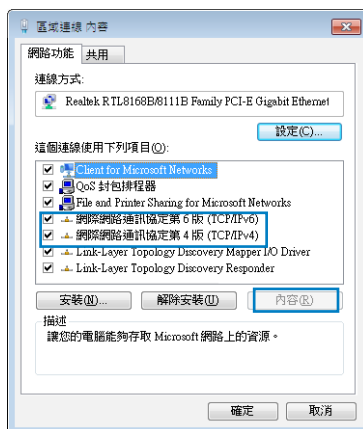 區域連線 內容
網路功能 共用
連線方式:
Realtek RTL8168B/8111B Family PCI-E Gigabit Ethernet
設定(C)...
這個連線使用下列項目(O):
Client for Microsoft Networks
QoS 封包排程器
File and Printer Sharing for Microsoft Networks
網際網路通訊協定第 6 版 (TCP/IPv6)
網際網路通訊協定第 4 版 (TCP/IPv4)
Link-Layer Topology Discovery Mapper I/O Driver
Link-Layer Topology Discovery Responder
安裝(N)... 解除安裝(U) 內容(R)
描述
讓您的電腦能夠存取 Microsoft 網路上的資源。
確定 取消